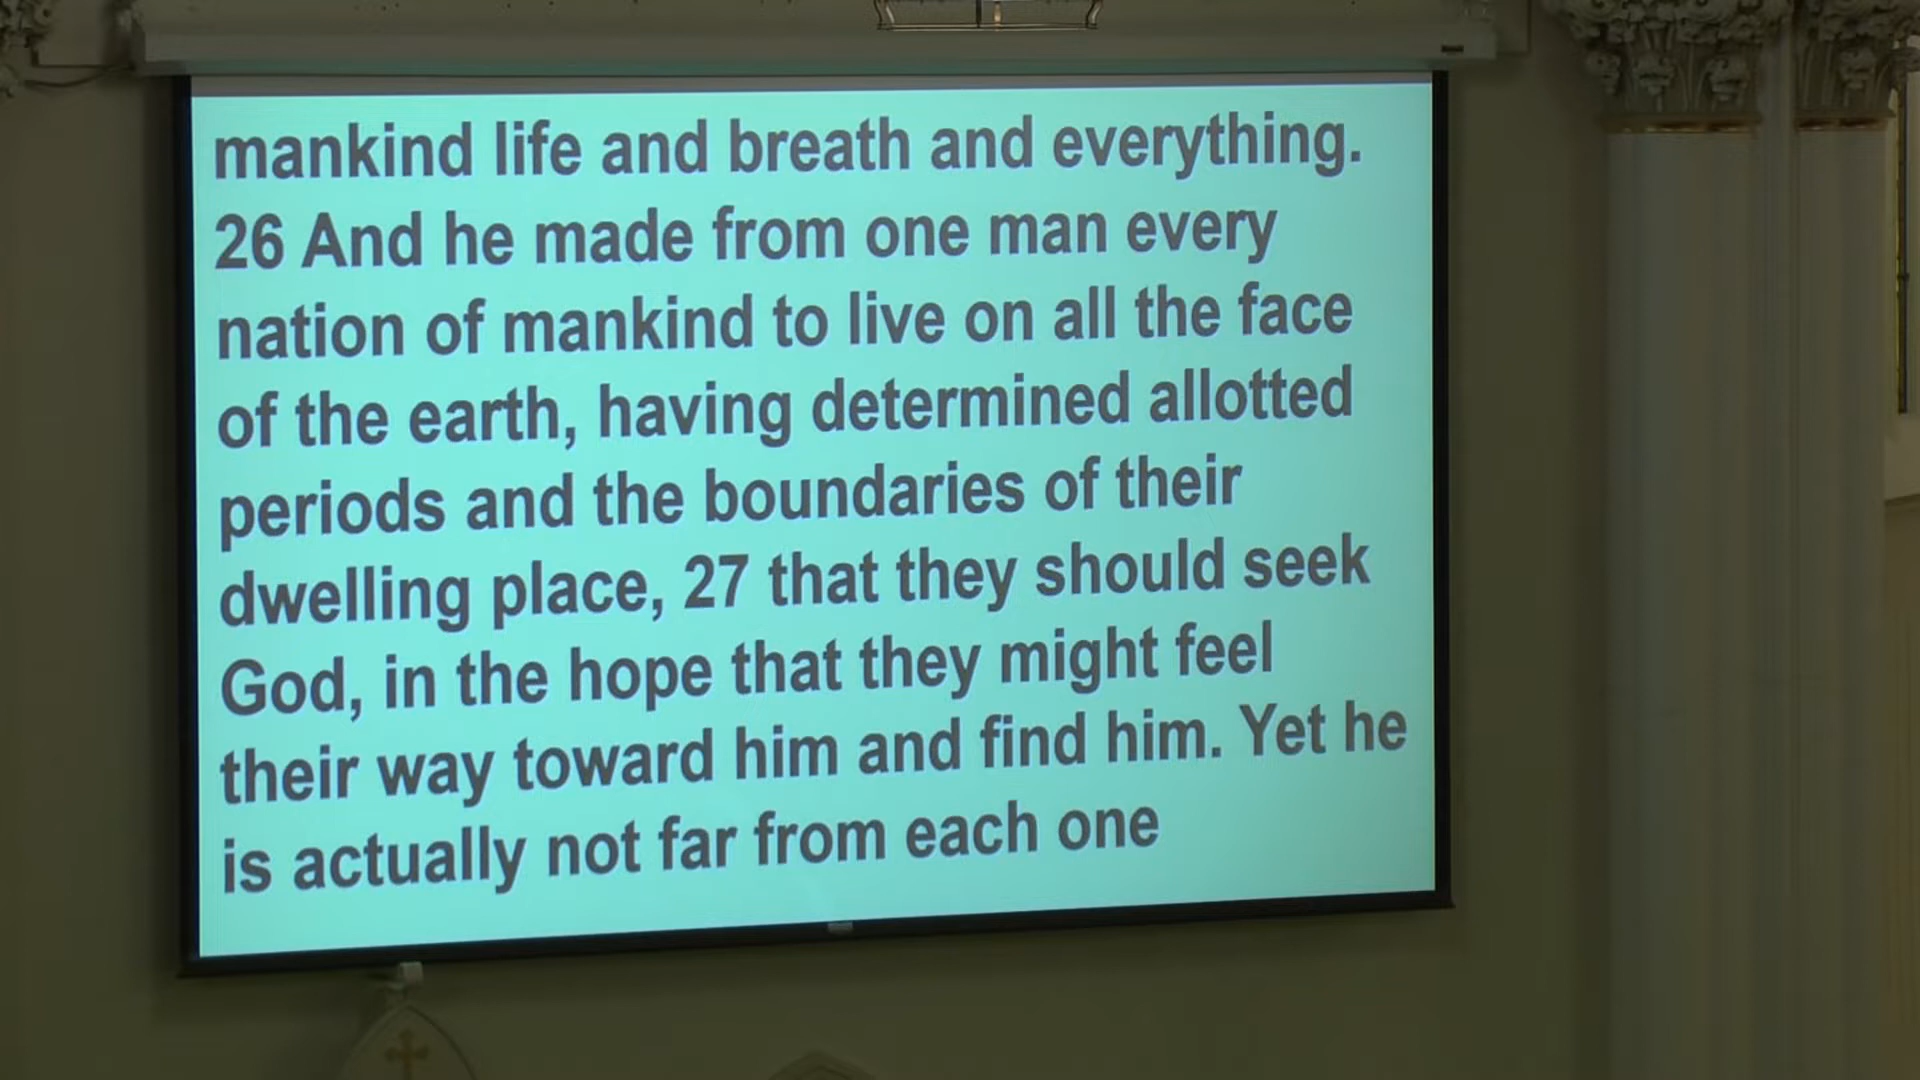 mankind life and breath and everything.
26 And he made from one man every
nation of mankind to live on all the face
of the earth, having determined allotted
periods and the boundaries of their
dwelling place, 27 that they should seek
God, in the hope that they might feel
their way toward him and find him. Yet he
is actually not far from each one